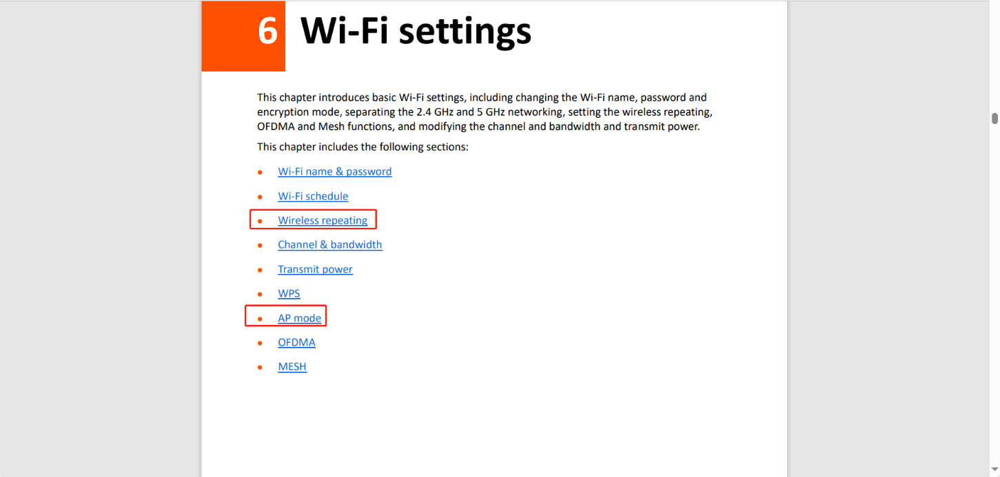 6 Wi-Fi settings
This chapter introduces basic Wi-Fi settings, including changing the Wi-Fi name, password and
encryption mode, separating the 2.4 GHz and 5 GHz networking, setting the wireless repeating,
OFDMA and Mesh functions, and modifying the channel and bandwidth and transmit power.
This chapter includes the following sections:
• Wi-Fi name & password
• Wi-Fi schedule
• Wireless repeating
• Channel & bandwidth
• Transmit power
• WPS
• AP mode
• OFDMA
• MESH